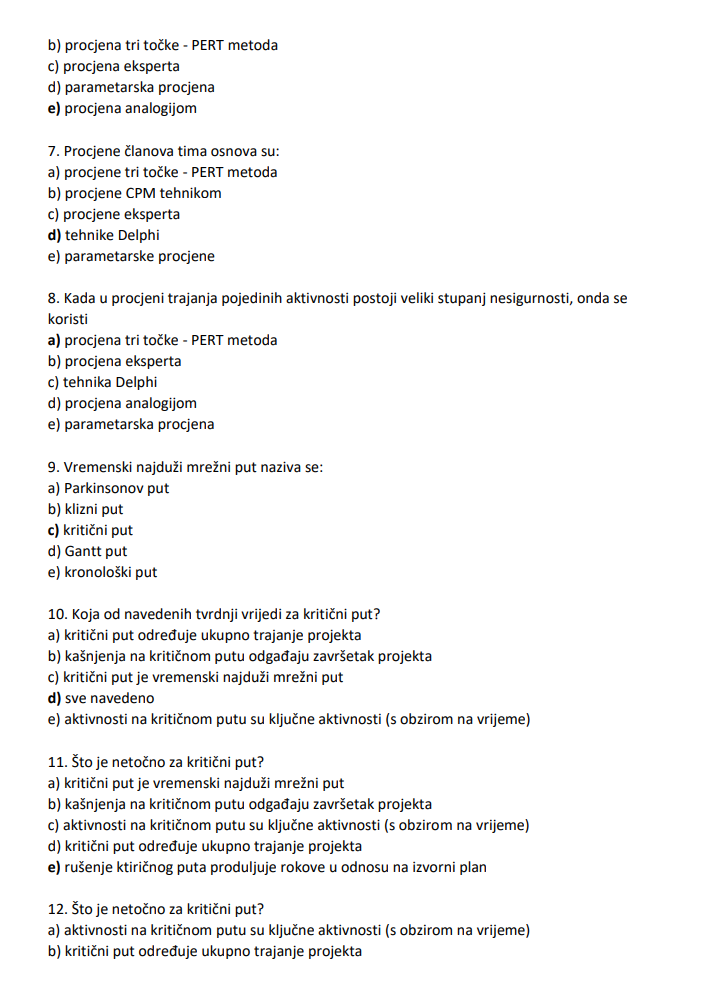 b) procjena tri točke - PERT metoda
c) procjena eksperta
d) parametarska procjena
e) procjena analogijom
7. Procjene članova tima osnova su:
a) procjene tri točke - PERT metoda
b) procjene CPM tehnikom
c) procjene eksperta
d) tehnike Delphi
e) parametarske procjene
8. Kada u procjeni trajanja pojedinih aktivnosti postoji veliki stupanj nesigurnosti, onda se
koristi
a) procjena tri točke - PERT metoda
b) procjena eksperta
c) tehnika Delphi
d) procjena analogijom
e) parametarska procjena
9. Vremenski najduži mrežni put naziva se:
a) Parkinsonov put
b) klizni put
c) kritični put
d) Gantt put
e) kronološki put
10. Koja od navedenih tvrdnji vrijedi za kritični put?
a) kritični put određuje ukupno trajanje projekta
b) kašnjenja na kritičnom putu odgađaju završetak projekta
c) kritični put je vremenski najduži mrežni put
d) sve navedeno
e) aktivnosti na kritičnom putu su ključne aktivnosti (s obzirom na vrijeme)
11. Što je netočno za kritični put?
a) kritični put je vremenski najduži mrežni put
b) kašnjenja na kritičnom putu odgađaju završetak projekta
c) aktivnosti na kritičnom putu su ključne aktivnosti (s obzirom na vrijeme)
d) kritični put određuje ukupno trajanje projekta
e) rušenje ktiričnog puta produljuje rokove u odnosu na izvorni plan
12. Što je netočno za kritični put?
a) aktivnosti na kritičnom putu su ključne aktivnosti (s obzirom na vrijeme)
b) kritični put određuje ukupno trajanje projekta